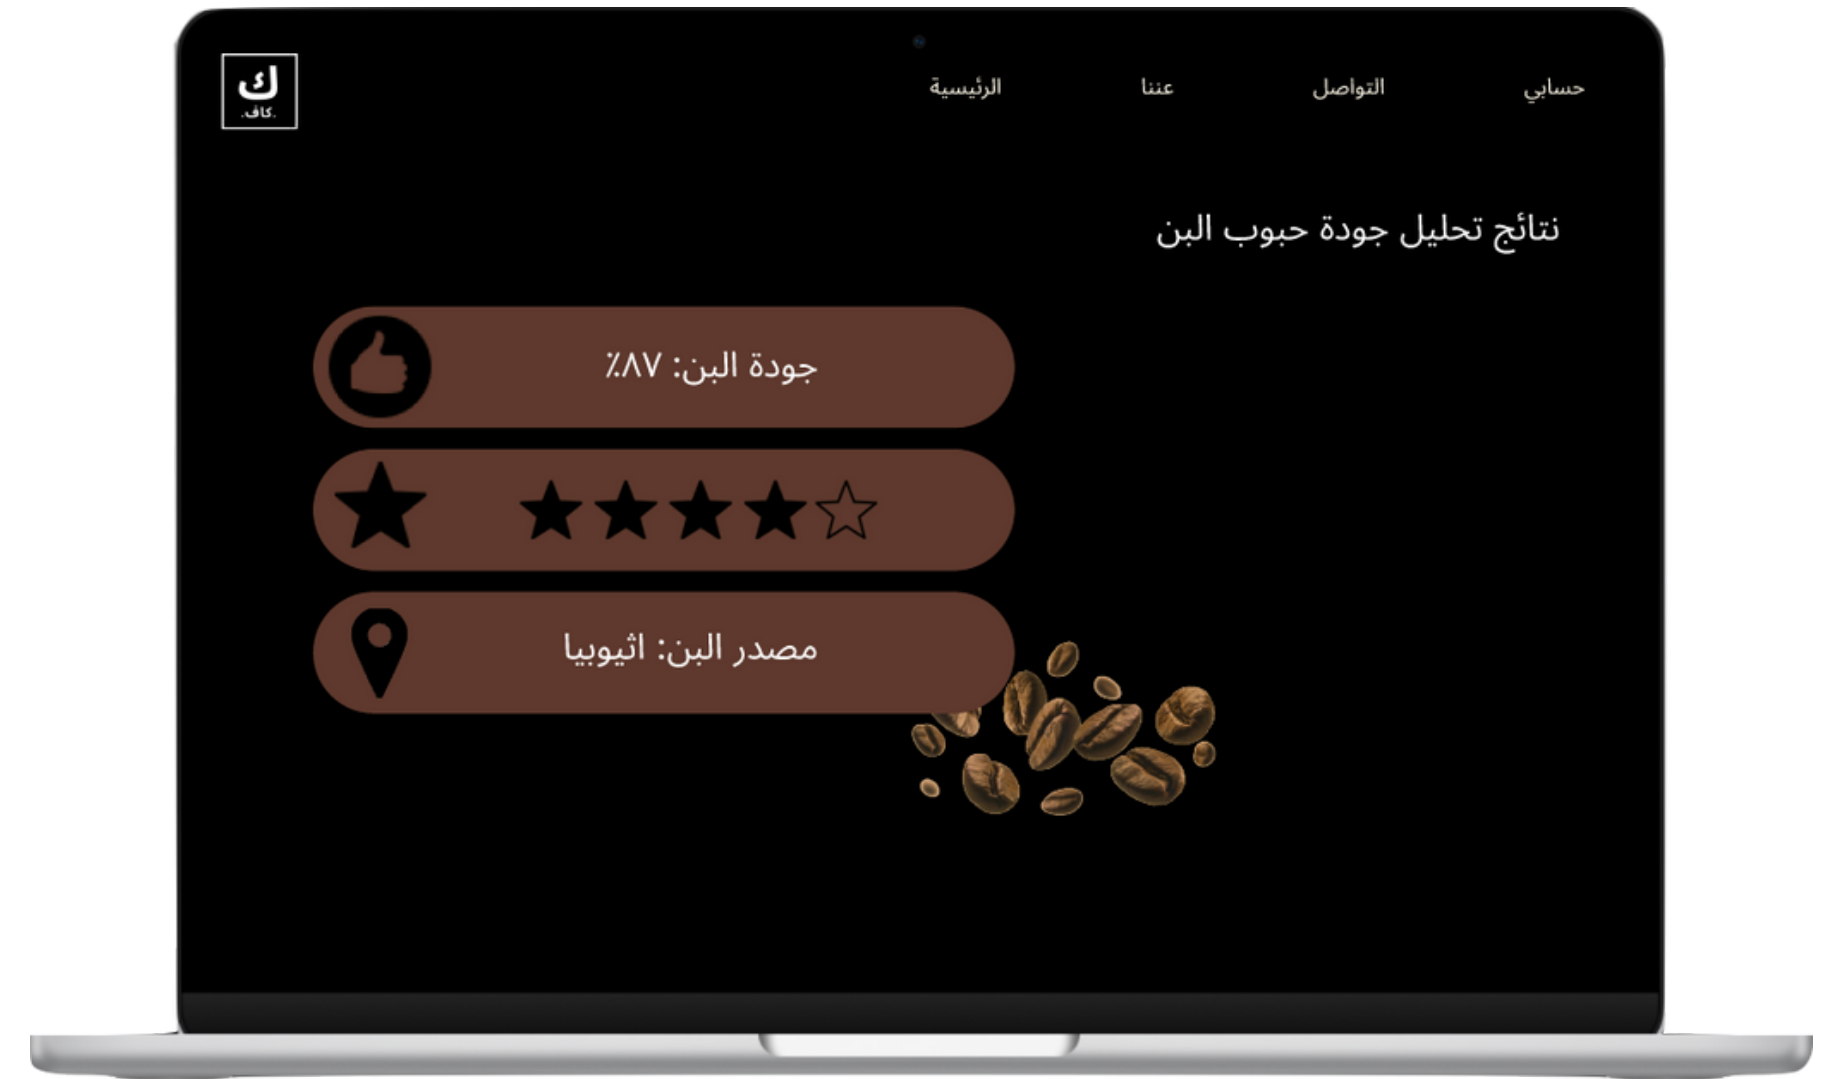 ك
.كاف.
حسابي
التواصل
عننا
الرئيسية
نتائج تحليل جودة حبوب البن
جودة البن: ٨٧٪
مصدر البن: اثيوبيا